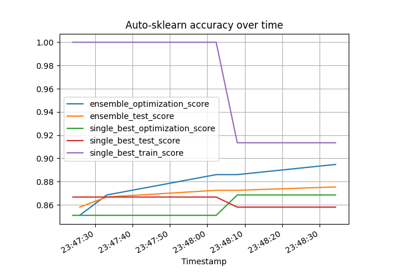 Auto-sklearn accuracy over time
1.00
0.98
0.96
0.94
0.92
0.90
0.88
0.86
ensemble_optimization_score
ensemble_test_score
single_best_optimization_score
single_best_test_score
single_best_train_score
23:47:30
23:47:40
23:47:50
23:48:00
23:48:10
23:48:20
23:48:30
Timestamp